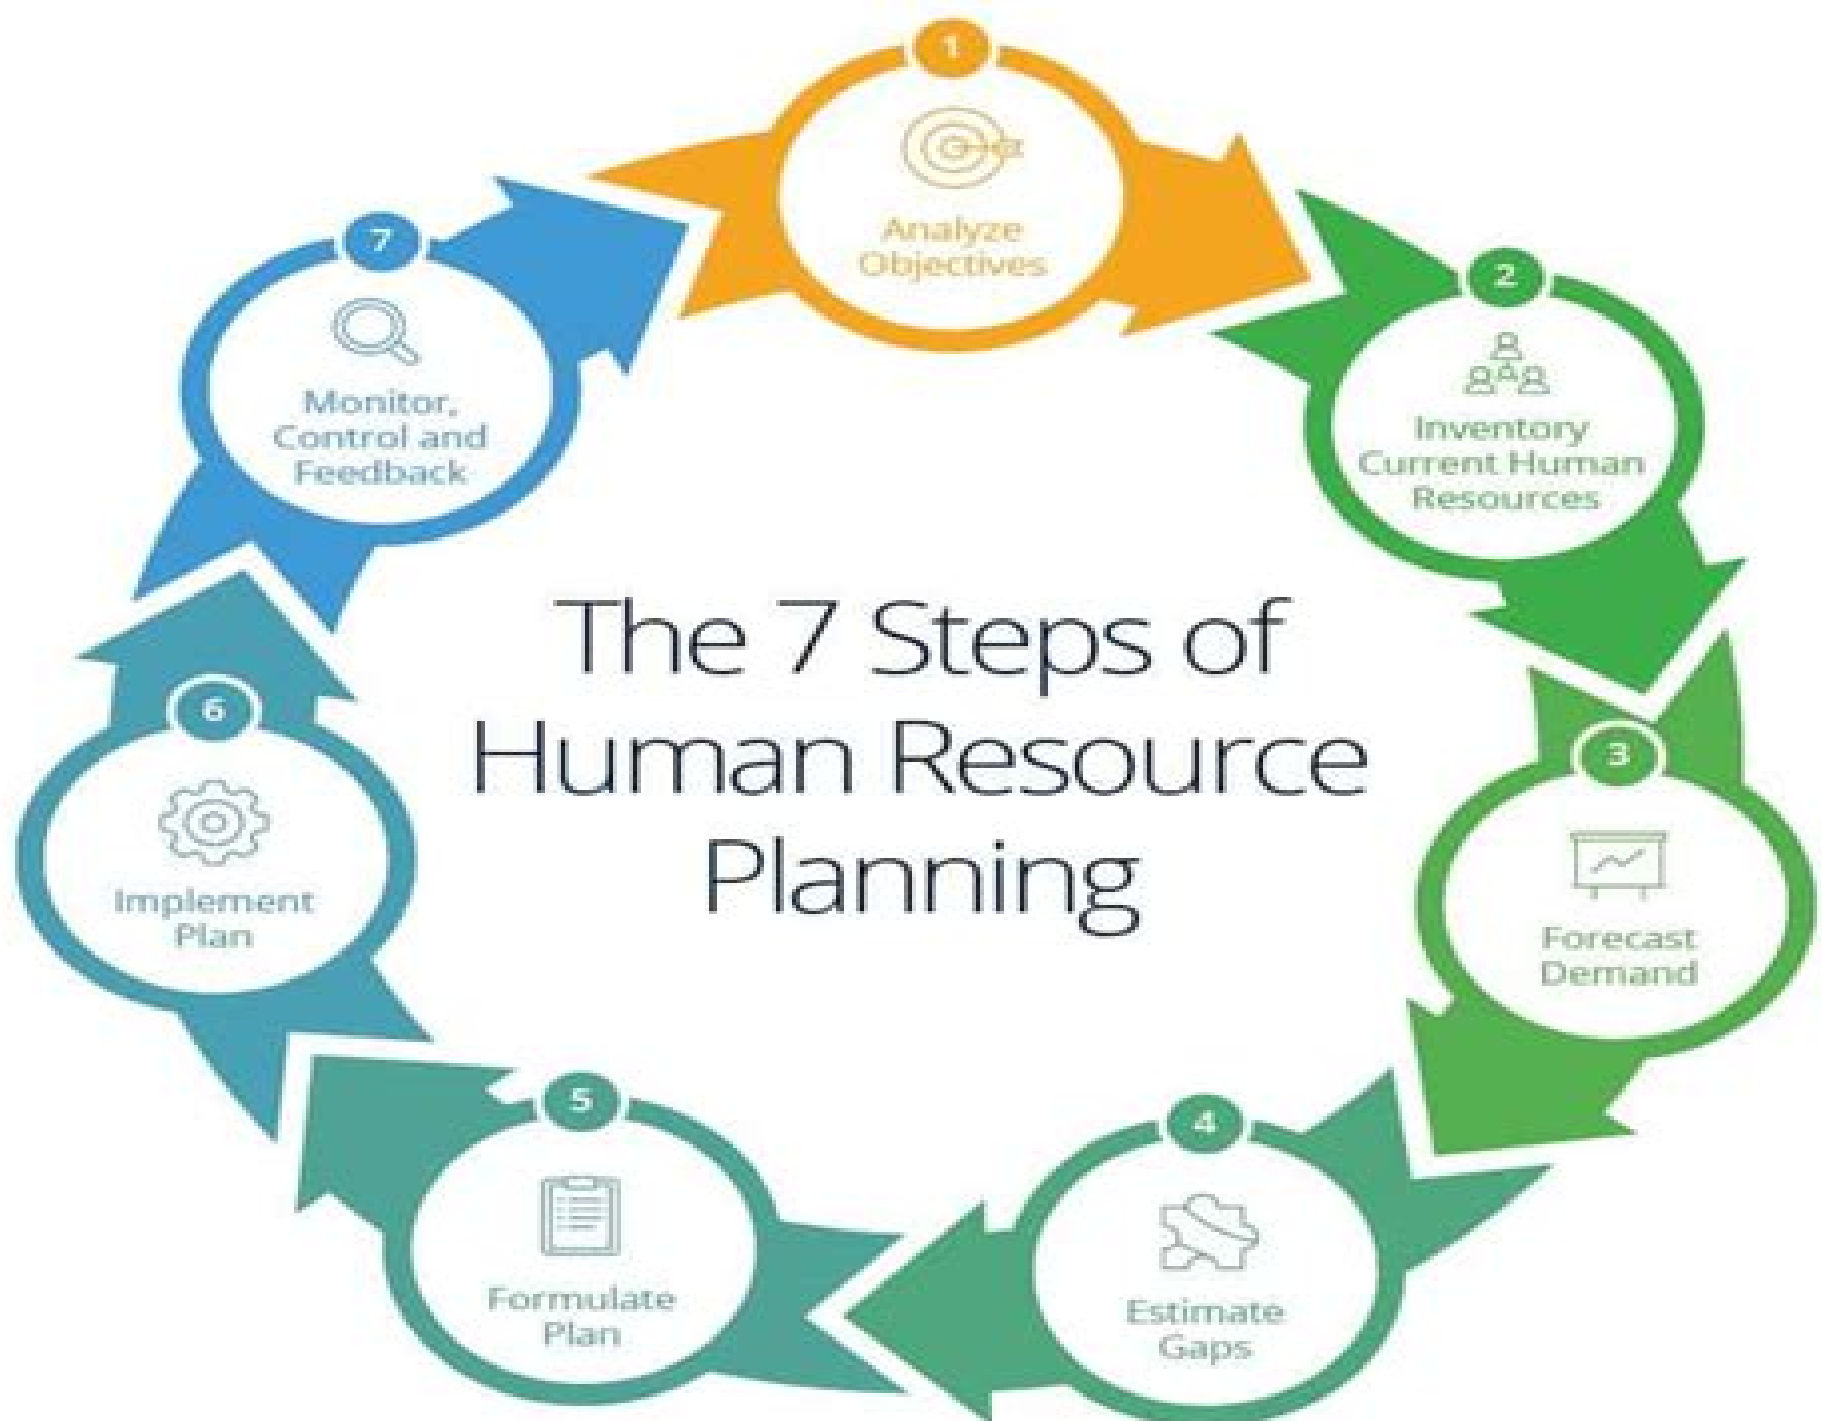 The 7 Steps of
Human Resource
Planning
1
Analyze
Objectives
2
Inventory
Current Human
Resources
3
Forecast
Demand
4
Estimate
Gaps
5
Formulate
Plan
6
Implement
Plan
7
Monitor,
Control and
Feedback